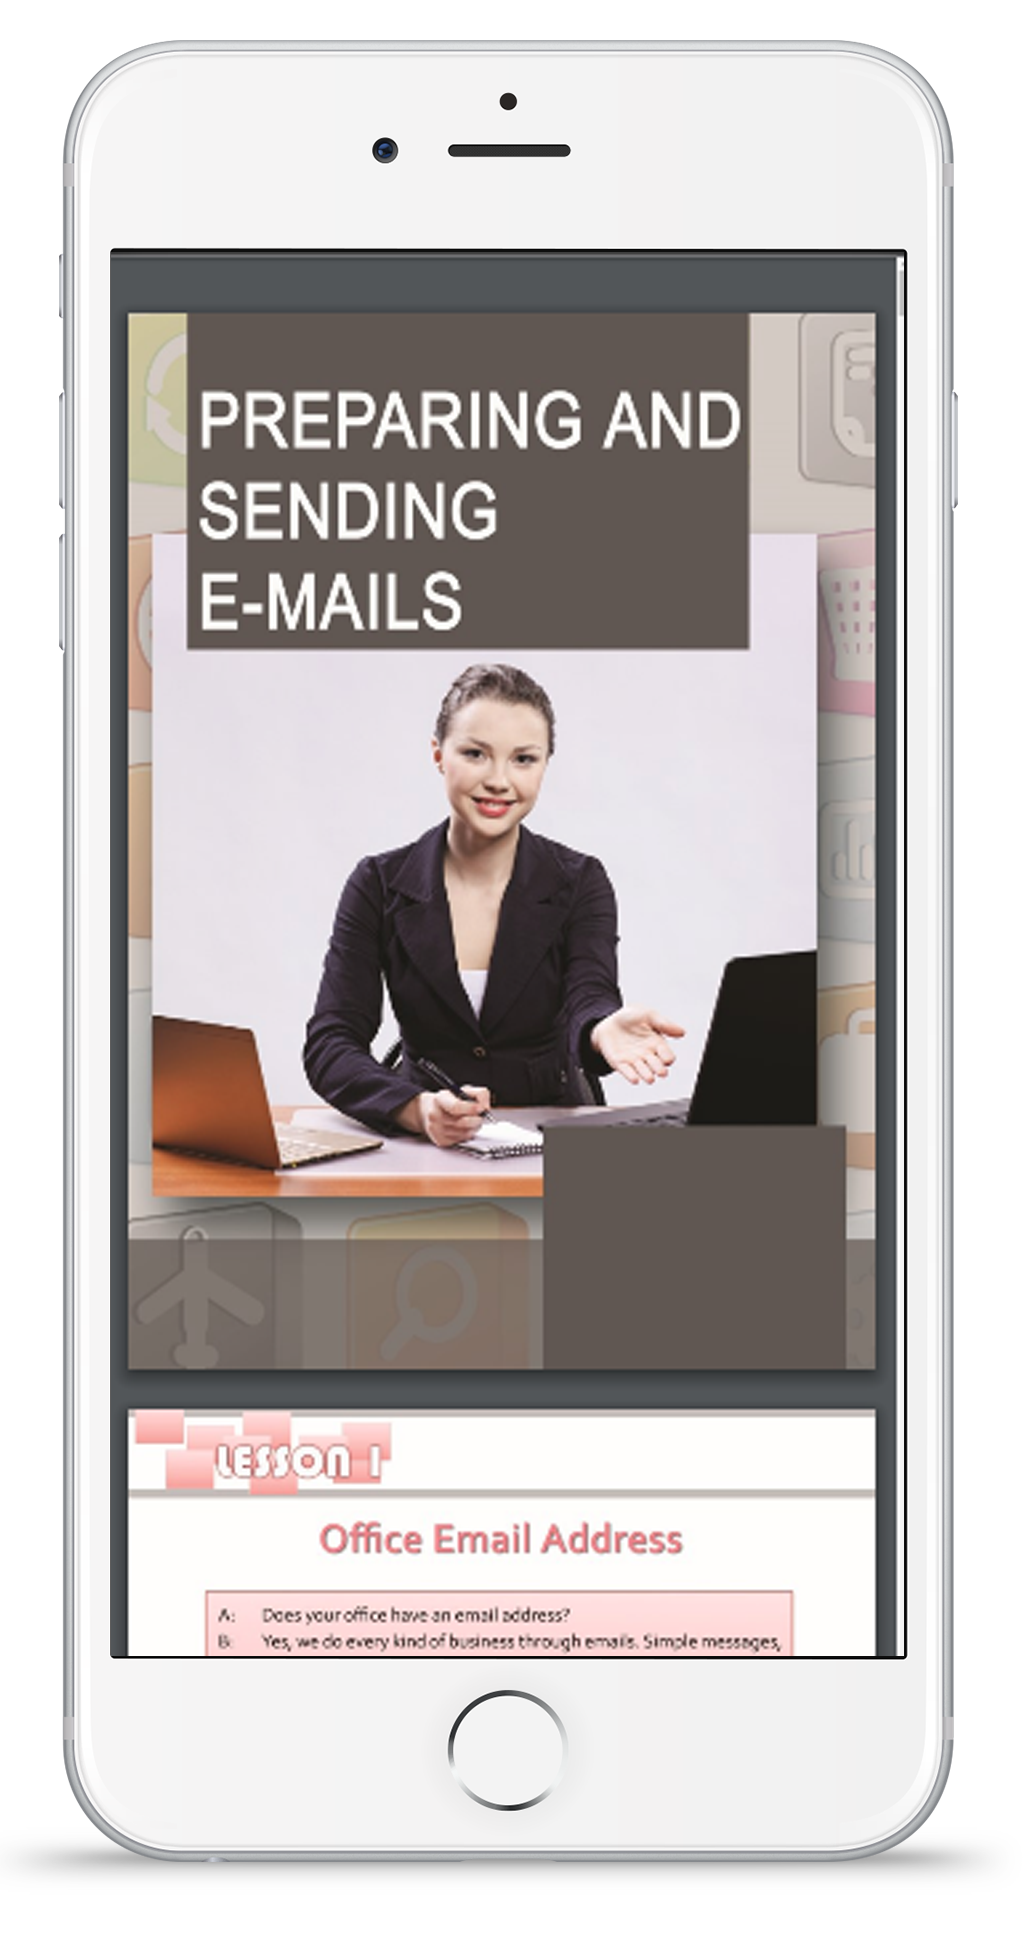 PREPARING AND
SENDING
E-MAILS
LESSON 1
Office Email Address
A: Does your office have an email address?
B: Yes, we do every kind of business through emails. Simple messages,